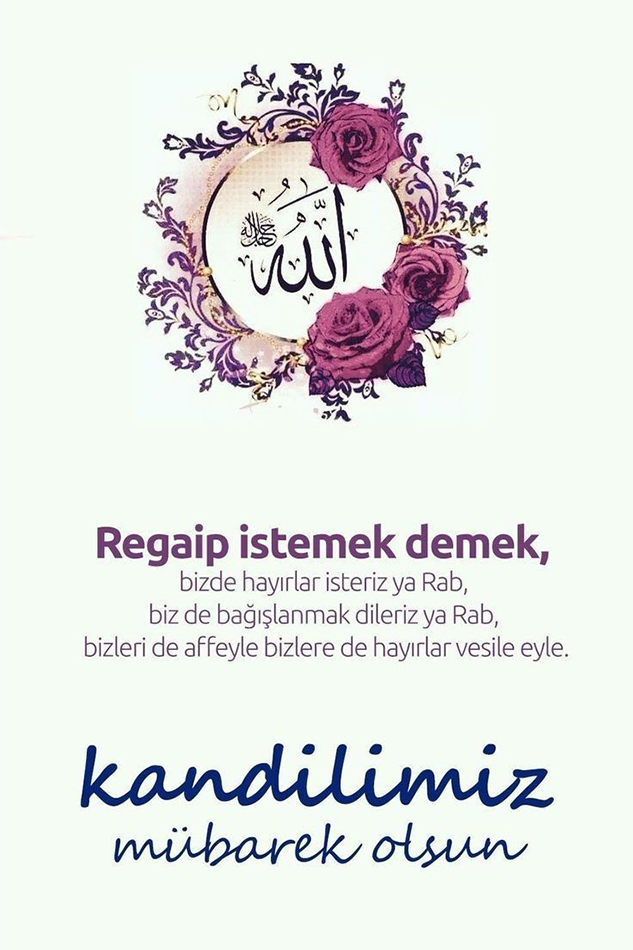 الله
جل جلاله
Regaip istemek demek,
bizde hayırlar isteriz ya Rab,
biz de bağışlanmak dileriz ya Rab,
bizleri de affeyle bizlere de hayırlar vesile eyle.
kandilimiz
mübarek olsun